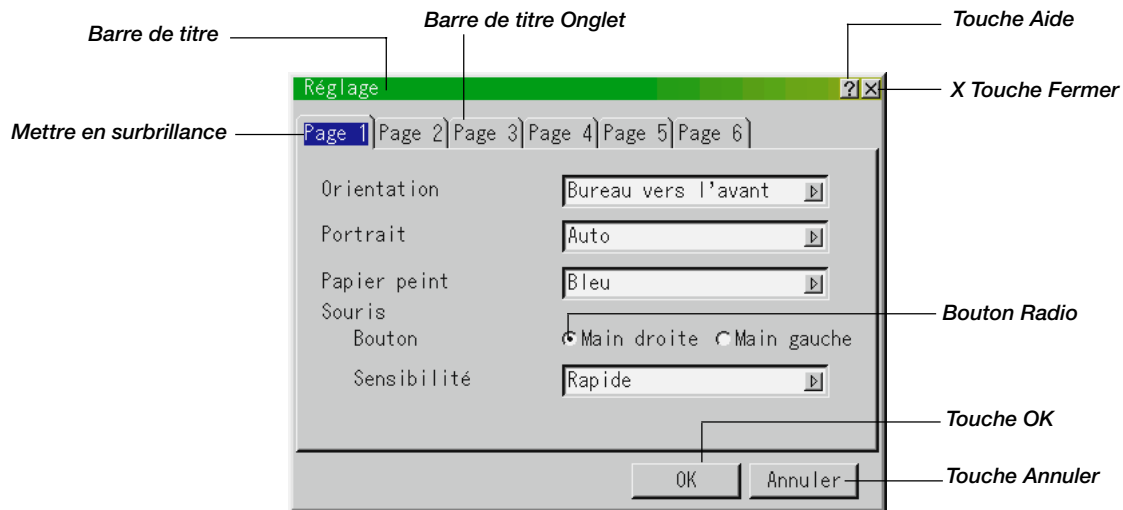 Touche Aide
Barre de titre Onglet
Barre de titre
Réglage ? X
X Touche Fermer
Mettre en surbrillance
Page 1 Page 2 Page 3 Page 4 Page 5 Page 6
Orientation Bureau vers l'avant
Portrait Auto
Papier peint Bleu
Souris
Bouton Radio
Bouton Main droite Main gauche
Sensibilité Rapide
Touche OK
OK Annuler
Touche Annuler